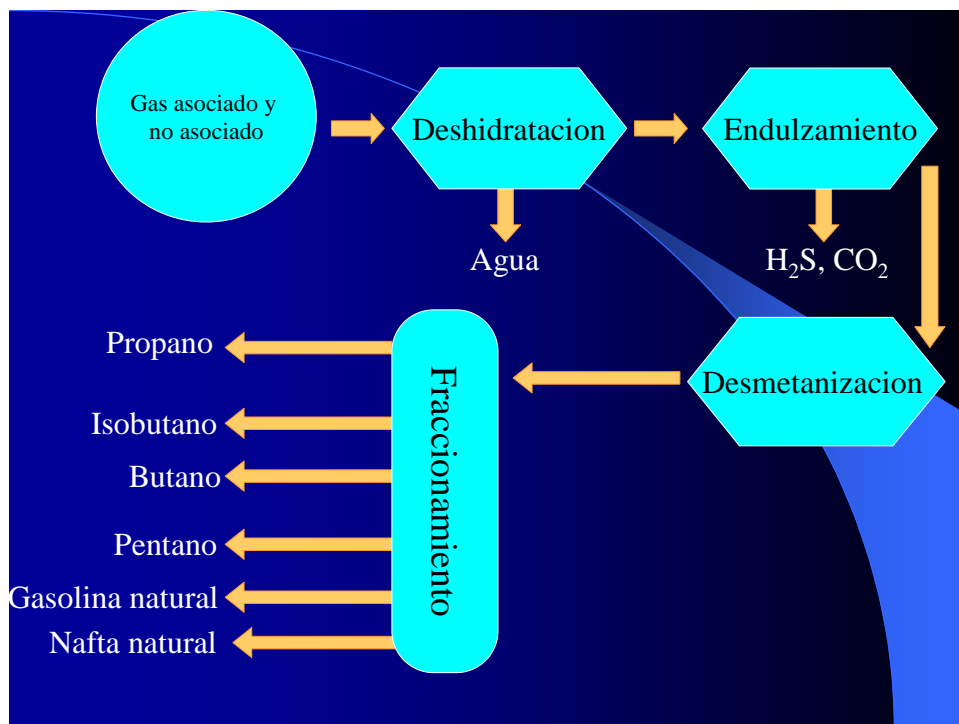 Gas asociado y
no asociado
Deshidratacion
Endulzamiento
Agua
H₂S, CO₂
Desmetanizacion
Fraccionamiento
Propano
Isobutano
Butano
Pentano
Gasolina natural
Nafta natural